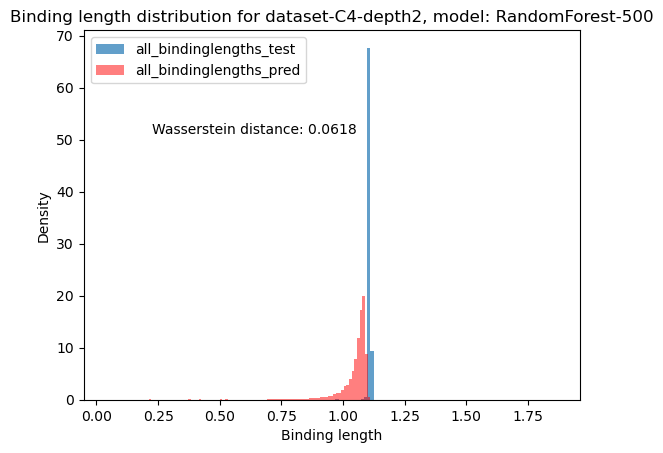 Binding length distribution for dataset-C4-depth2, model: RandomForest-500
all_bindinglengths_test
all_bindinglengths_pred
Wasserstein distance: 0.0618
Density
70
60
50
40
30
20
10
0
0.00 0.25 0.50 0.75 1.00 1.25 1.50 1.75
Binding length